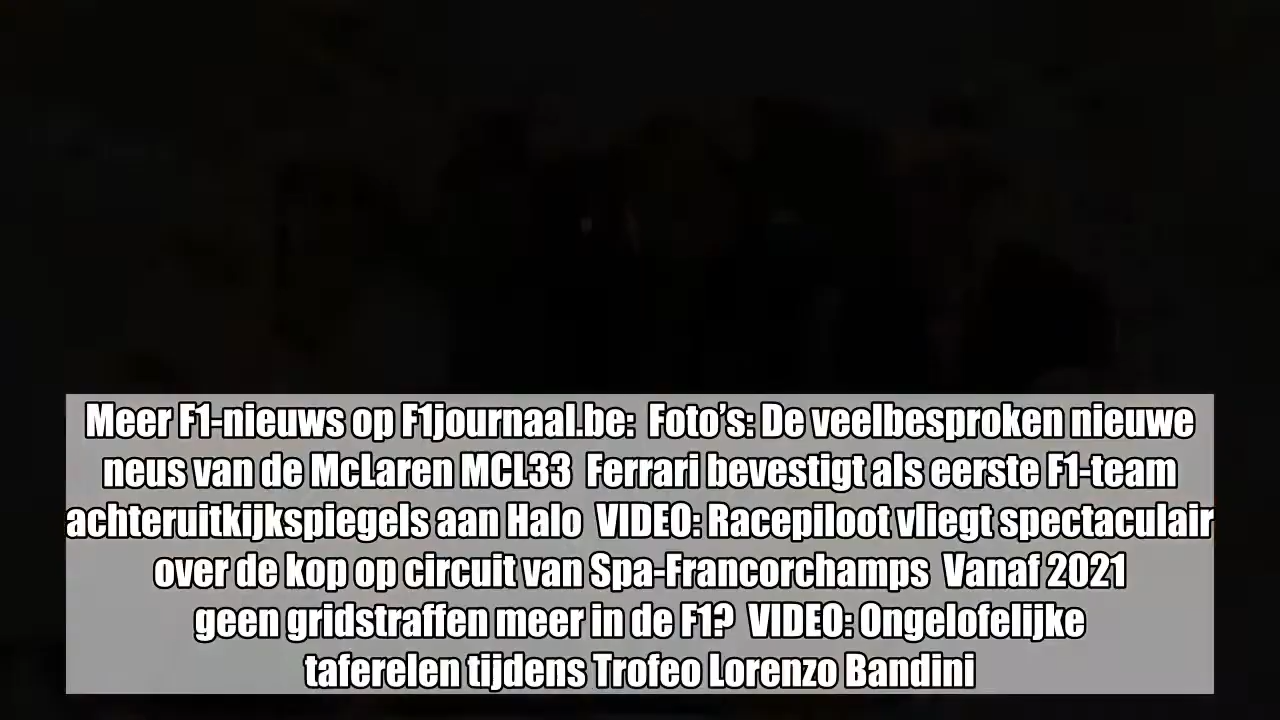 Meer F1-nieuws op F1journaal.be:  Foto’s: De veelbesproken nieuwe
neus van de McLaren MCL33  Ferrari bevestigt als eerste F1-team
achteruitkijkspiegels aan Halo  VIDEO: Racepiloot vliegt spectaculair
over de kop op circuit van Spa-Francorchamps  Vanaf 2021
geen gridstraffen meer in de F1?  VIDEO: Ongelofelijke
taferelen tijdens Trofeo Lorenzo Bandini